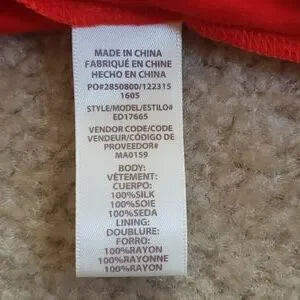 MADE IN CHINA
FABRIQUÉ EN CHINE
HECHO EN CHINA
PO#2850800/122315
1605
STYLE/MODEL/ESTILO#
ED17665
VENDOR CODE/CODE
VENDEUR/CÓDIGO DE
PROVEEDOR#
MA0159
BODY:
VÊTEMENT:
CUERPO:
100%SILK
100%SOIE
100%SEDA
LINING:
DOUBLURE:
FORRO:
100%RAYON
100%RAYONNE
100%RAYON